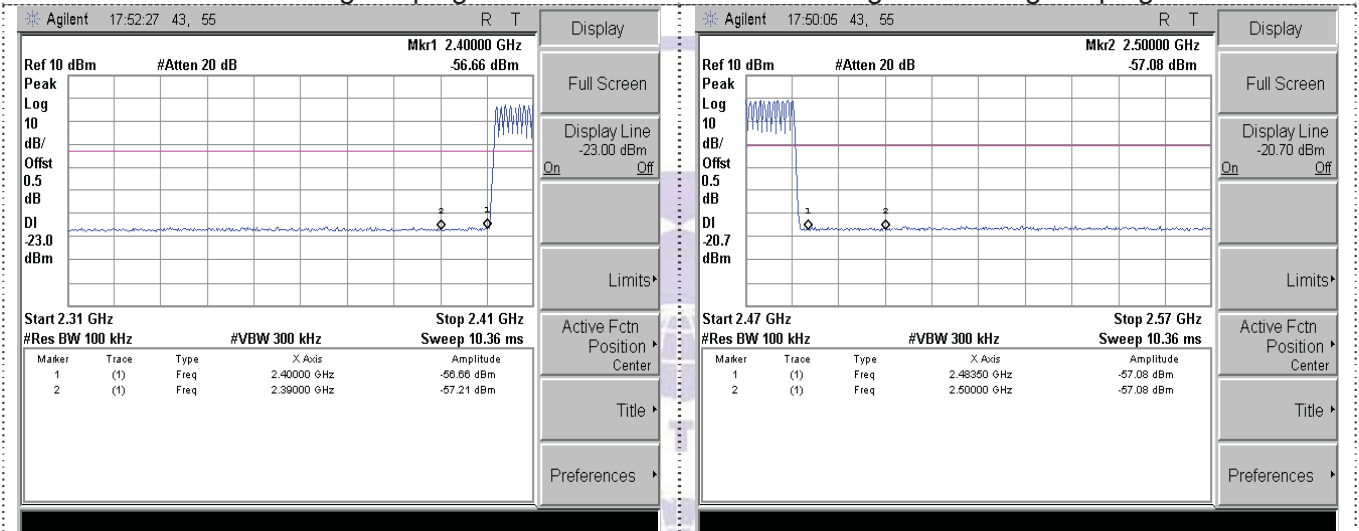 Agilent 17:52:27 43, 55 R T
Mkr1 2.40000 GHz
Ref 10 dBm #Atten 20 dB -56.66 dBm
Peak
Log
10
dB/
Offst
0.5
dB
DI
-23.0
dBm
2 1
Start 2.31 GHz Stop 2.41 GHz
#Res BW 100 kHz #VBW 300 kHz Sweep 10.36 ms
Marker Trace Type X Axis Amplitude
1 (1) Freq 2.40000 GHz -56.66 dBm
2 (1) Freq 2.39000 GHz -57.21 dBm
Display
Full Screen
Display Line
-23.00 dBm
On Off
Limits
Active Fctn
Position
Center
Title
Preferences
Agilent 17:50:05 43, 55 R T
Mkr2 2.50000 GHz
Ref 10 dBm #Atten 20 dB -57.08 dBm
Peak
Log
10
dB/
Offst
0.5
dB
DI
-20.7
dBm
1 2
Start 2.47 GHz Stop 2.57 GHz
#Res BW 100 kHz #VBW 300 kHz Sweep 10.36 ms
Marker Trace Type X Axis Amplitude
1 (1) Freq 2.48350 GHz -57.08 dBm
2 (1) Freq 2.50000 GHz -57.08 dBm
Display
Full Screen
Display Line
-20.70 dBm
On Off
Limits
Active Fctn
Position
Center
Title
Preferences